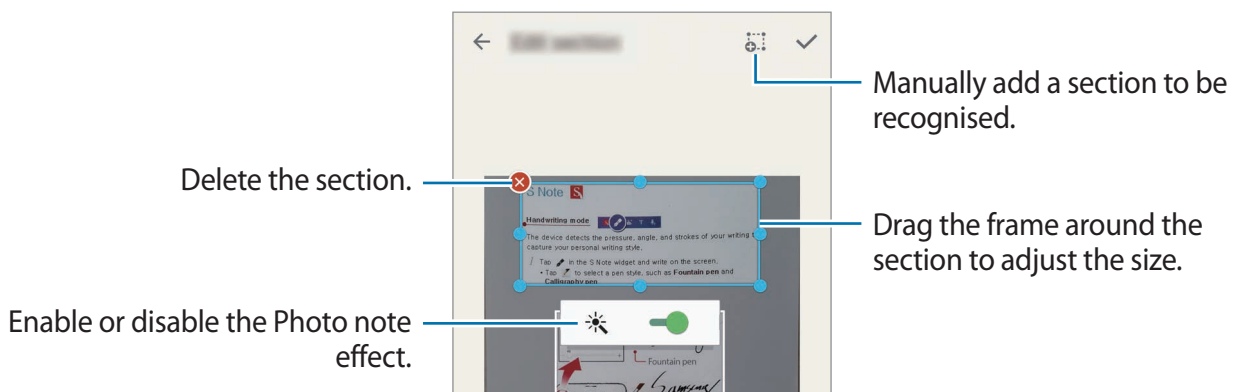 Manually add a section to be
recognised.
Delete the section.
S Note
Handwriting mode
Drag the frame around the
section to adjust the size.
The device detects the pressure, angle, and strokes of your writing
capture your personal writing style.
Tap in the S Note widget and write on the screen.
• Tap to select a pen style, such as Fountain pen and
Calligraphy pen
Enable or disable the Photo note
effect.
Fountain pen
Samsung